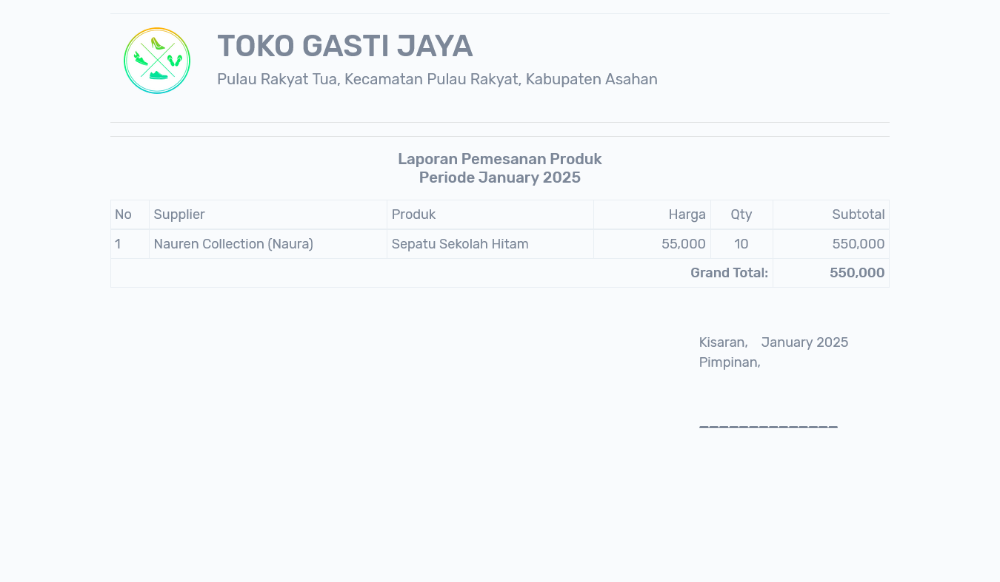 TOKO GASTI JAYA
Pulau Rakyat Tua, Kecamatan Pulau Rakyat, Kabupaten Asahan
Laporan Pemesanan Produk
Periode January 2025
No Supplier Produk Harga Qty Subtotal
1 Nauren Collection (Naura) Sepatu Sekolah Hitam 55,000 10 550,000
Grand Total: 550,000
Kisaran, January 2025
Pimpinan,
______________